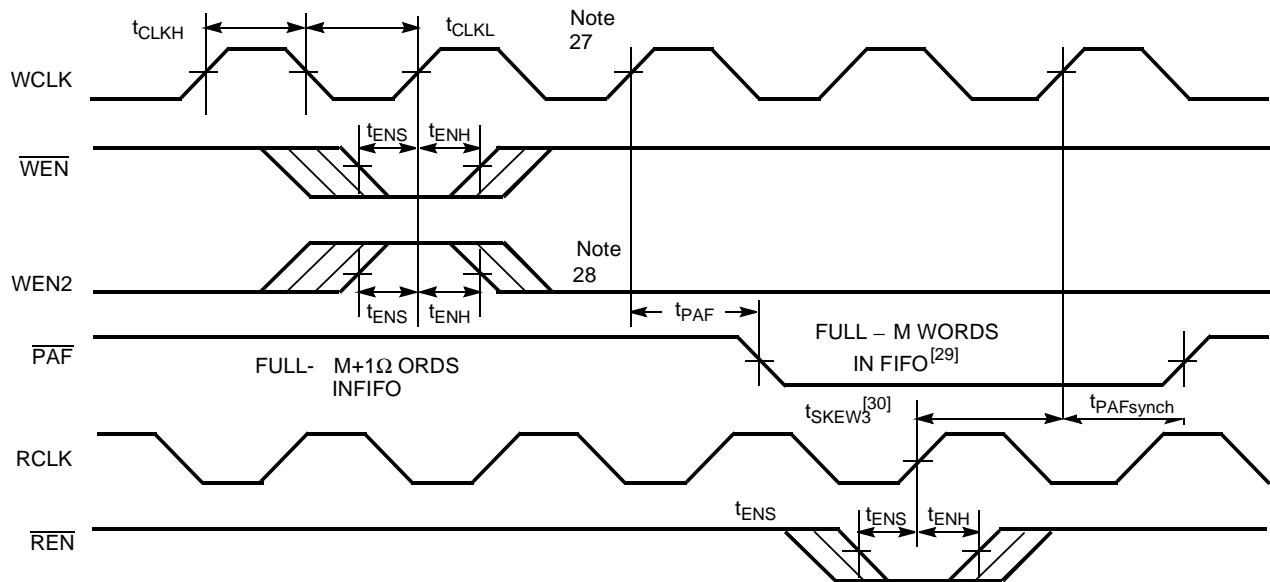 tCLKH tCLKL Note 27
WCLK
tENS tENH
WEN
Note 28
WEN2
tENS tENH
tPAF
PAF
FULL – M WORDS
IN FIFO[29]
FULL- M+1Ω ORDS
INFIFO
tSKEW3[30] tPAFsynch
RCLK
tENS tENS tENH
REN